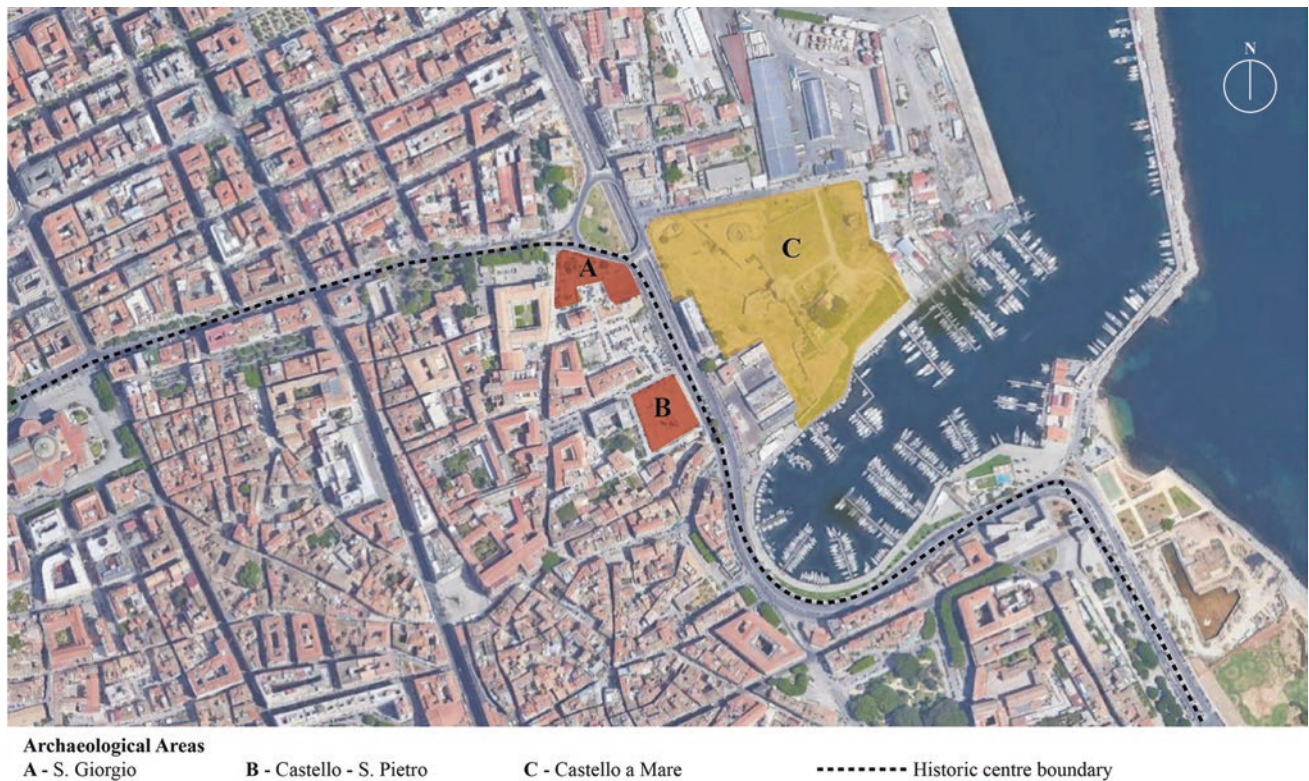 N
A
C
B
Archaeological Areas
A - S. Giorgio B - Castello - S. Pietro C - Castello a Mare Historic centre boundary